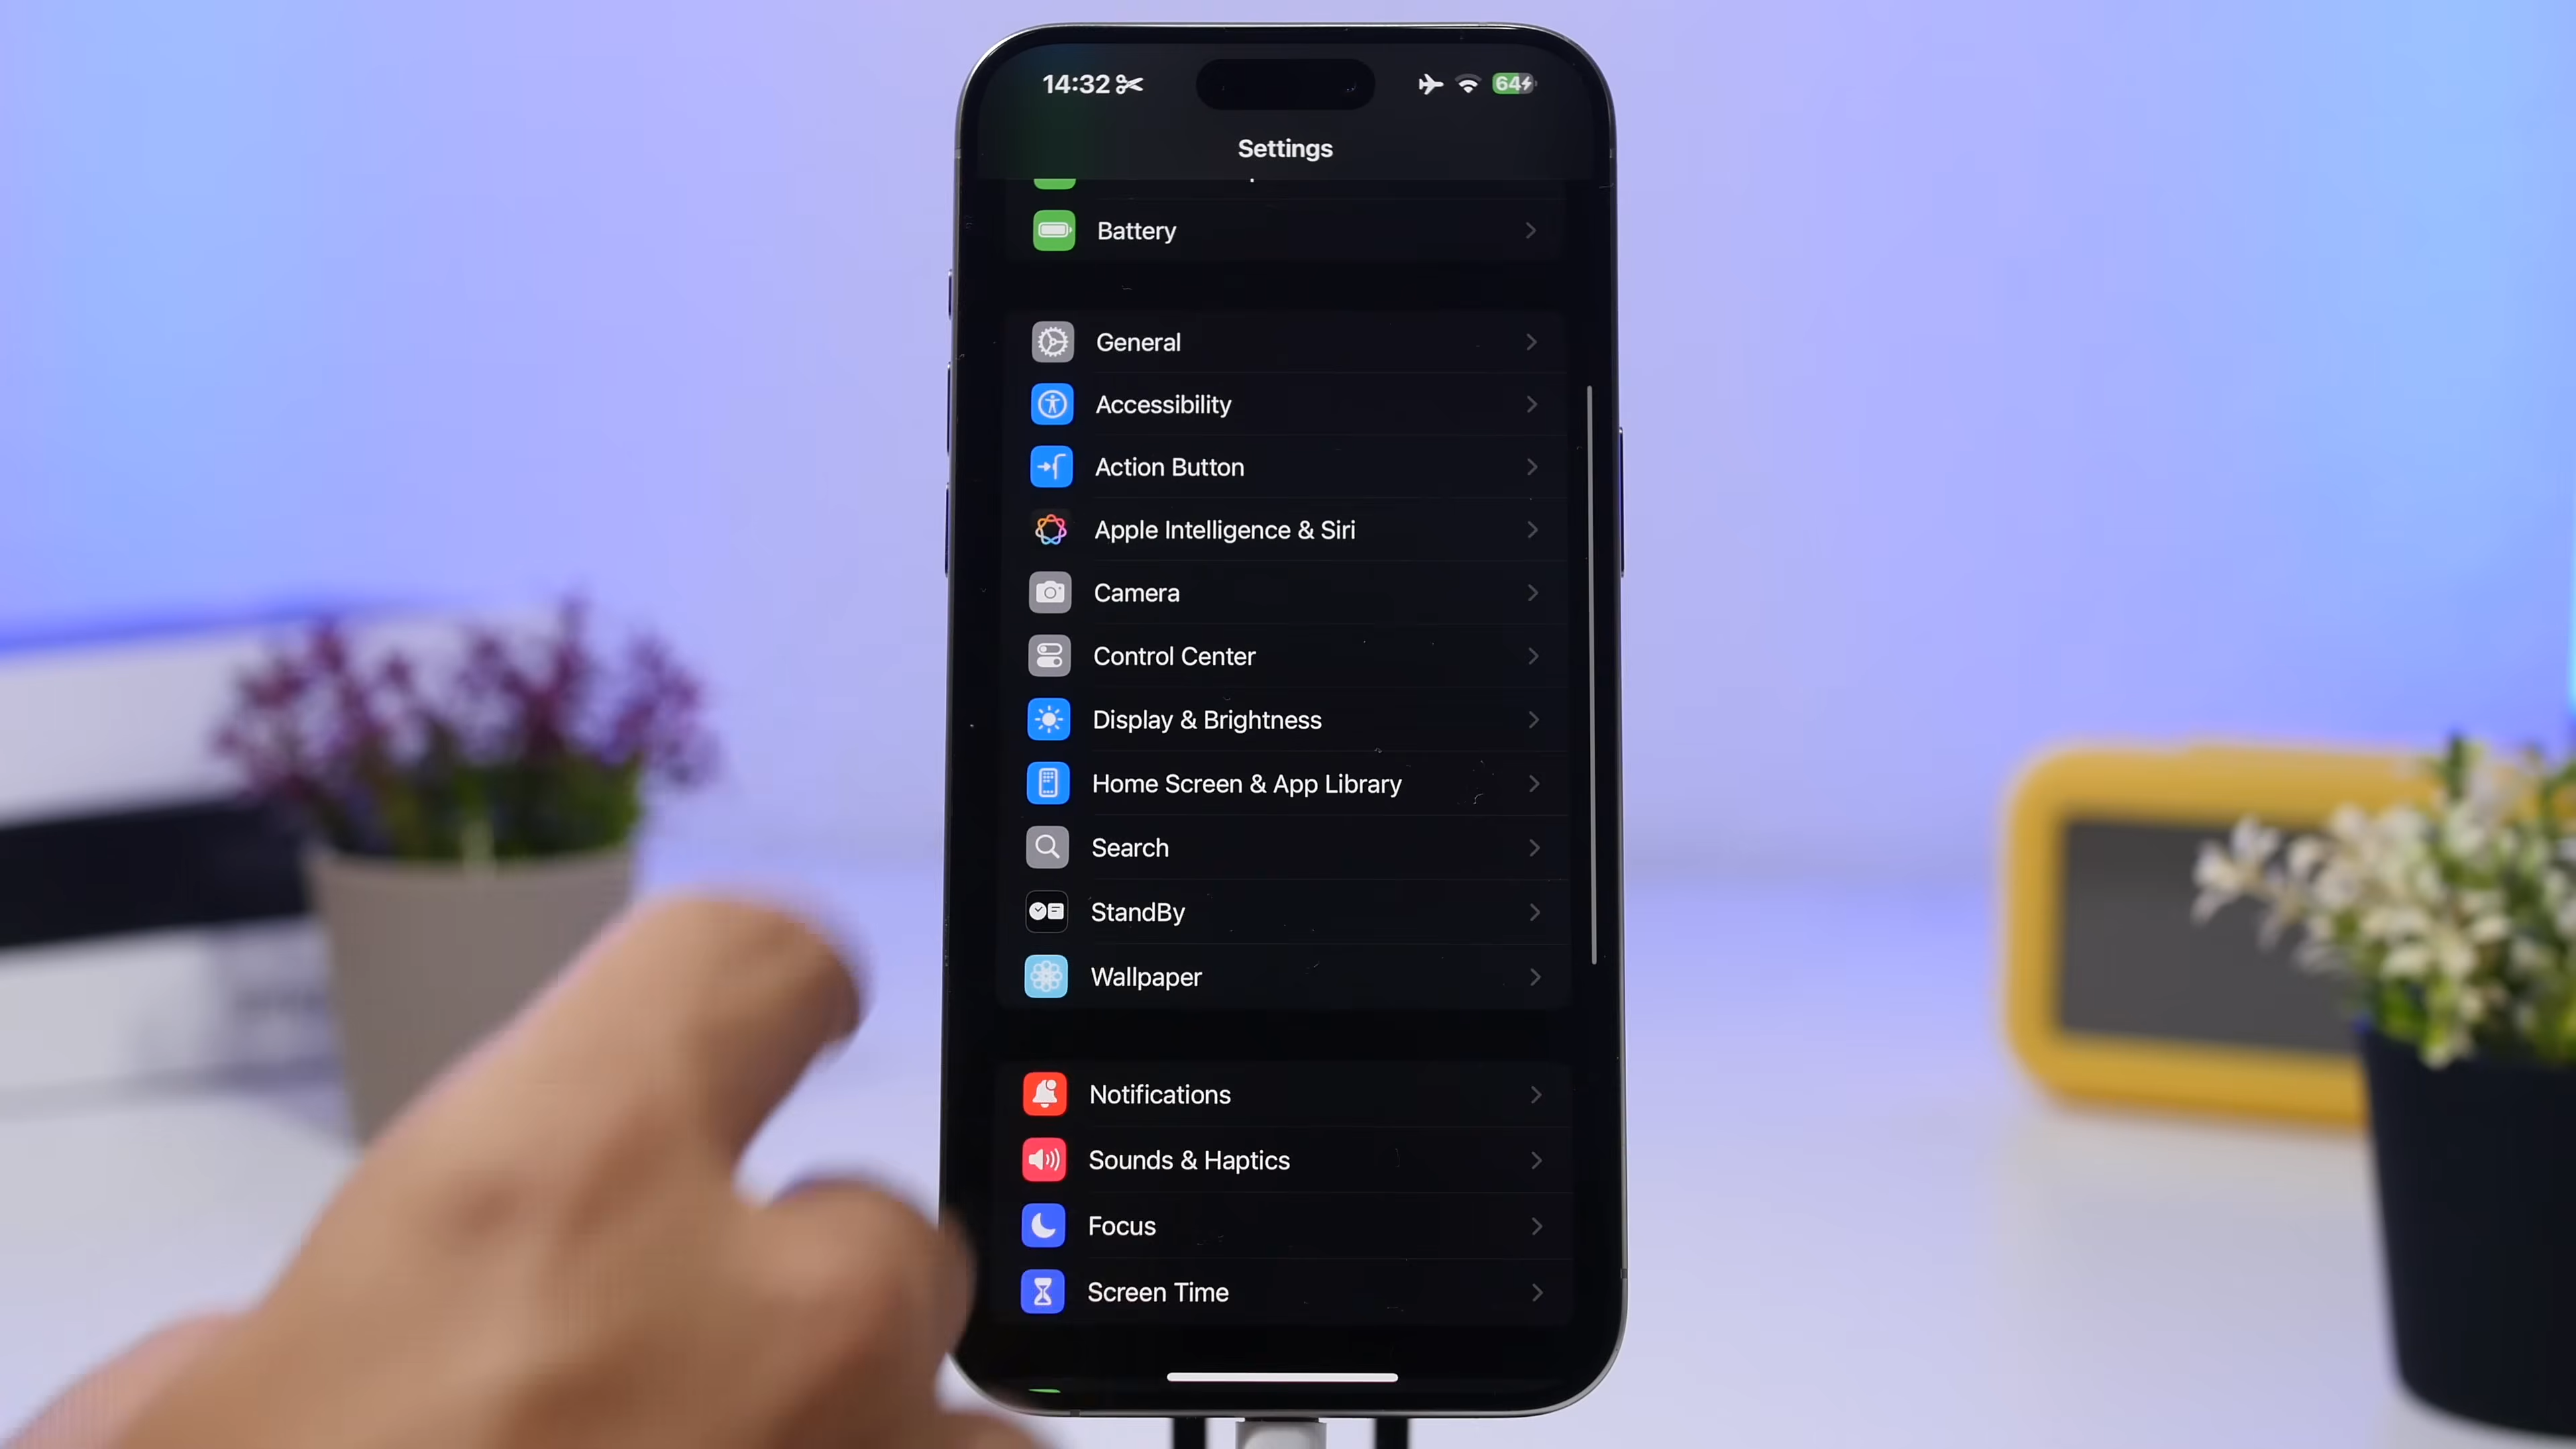 14:32
64
Settings
Battery
General
Accessibility
Action Button
Apple Intelligence & Siri
Camera
Control Center
Display & Brightness
Home Screen & App Library
Search
StandBy
Wallpaper
Notifications
Sounds & Haptics
Focus
Screen Time